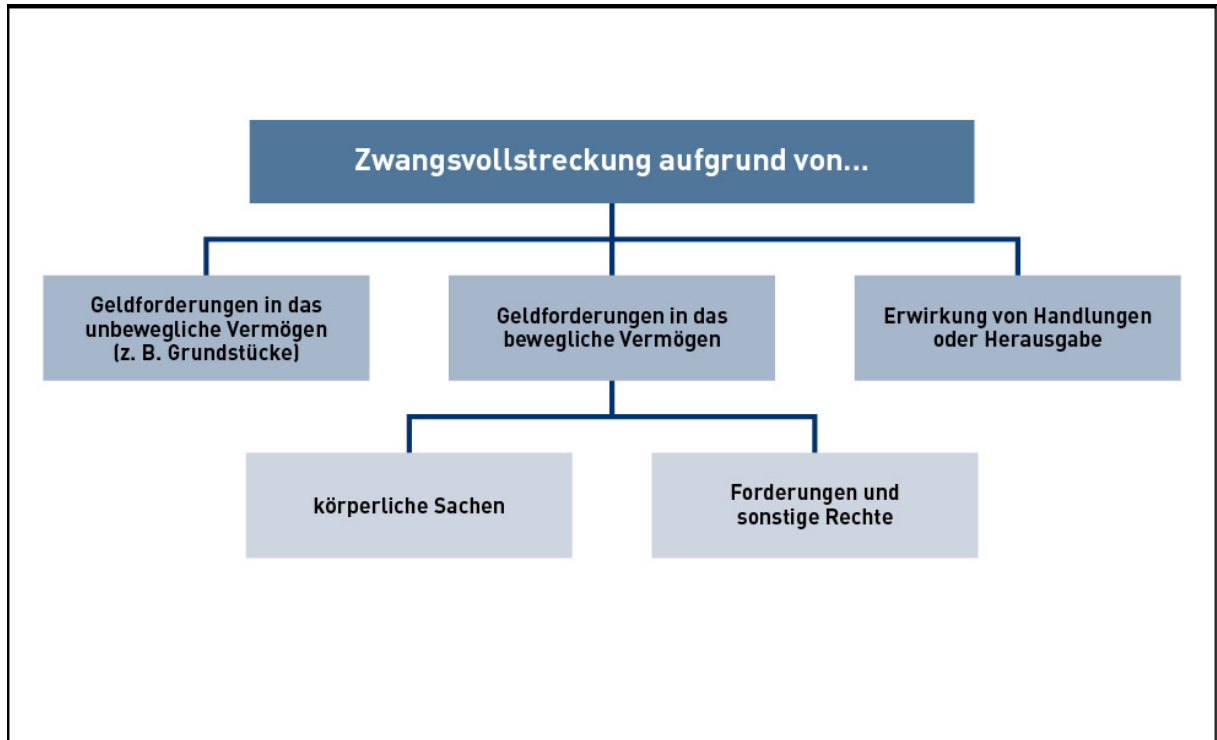 Zwangsvollstreckung aufgrund von...
Geldforderungen in das
unbewegliche Vermögen
(z. B. Grundstücke)
Geldforderungen in das
bewegliche Vermögen
Erwirkung von Handlungen
oder Herausgabe
körperliche Sachen
Forderungen und
sonstige Rechte